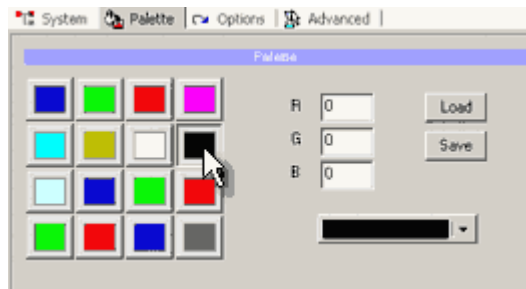 System Palette Options Advanced
Palette
R 0 Load
G 0 Save
B 0